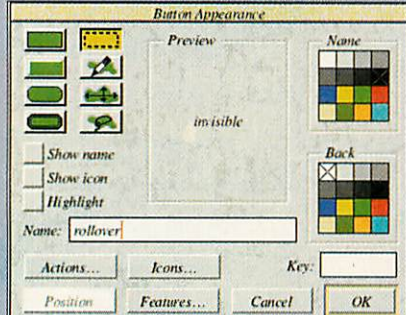 Button Appearance
Preview
Name
invisible
Show name
Show icon
Highlight
Back
Name: rollover
Actions...
Icons...
Key:
Position
Features...
Cancel
OK